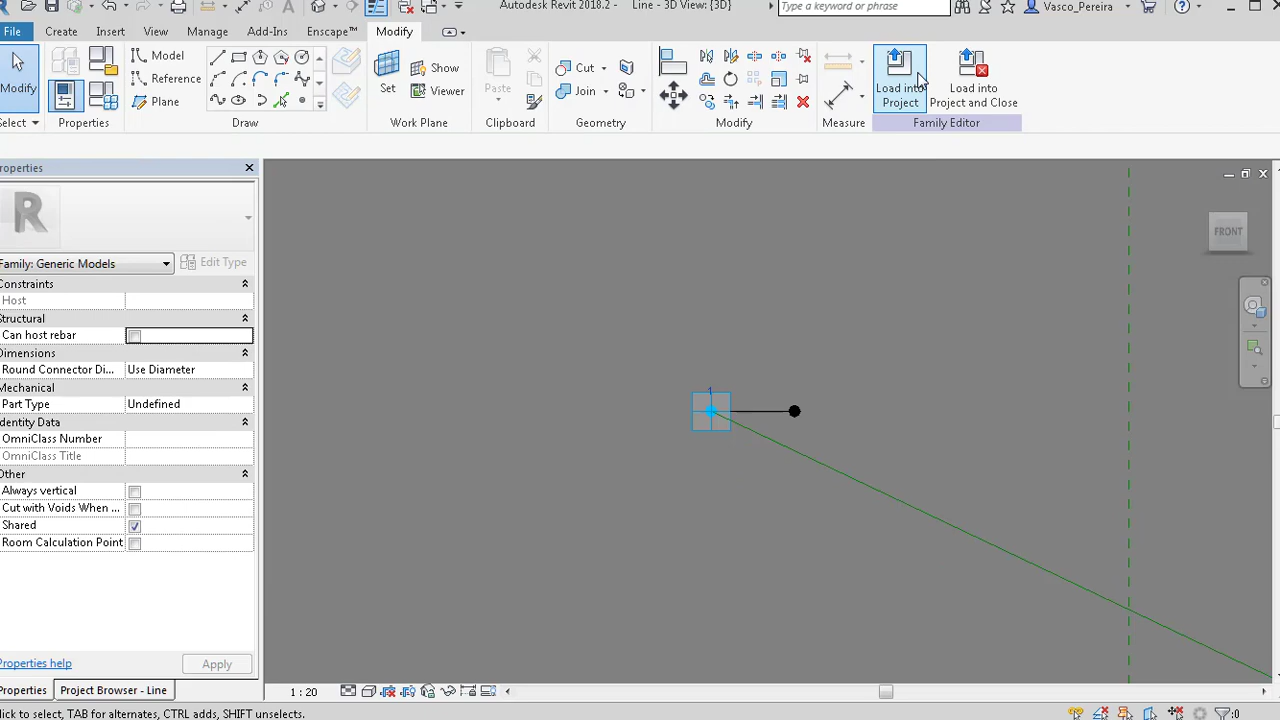 Autodesk Revit 2018.2 - Line - 3D View: {3D}
Type a keyword or phrase
Vasco_Pereira
File Create Insert View Manage Add-Ins Enscape™ Modify
Modify
Select
Properties
Model
Reference
Plane
Draw
Set
Show
Viewer
Work Plane
Paste
Clipboard
Cut
Join
Geometry
Modify
Measure
Load into
Project
Load into
Project and Close
Family Editor
roperties
R
Family: Generic Models
Edit Type
Constraints
Host
Structural
Can host rebar
Dimensions
Round Connector Di... Use Diameter
Mechanical
Part Type Undefined
Identity Data
OmniClass Number
OmniClass Title
Other
Always vertical
Cut with Voids When ...
Shared
Room Calculation Point
Properties help
Apply
Properties Project Browser - Line
1
FRONT
1 : 20
lick to select, TAB for alternates, CTRL adds, SHIFT unselects.
:0